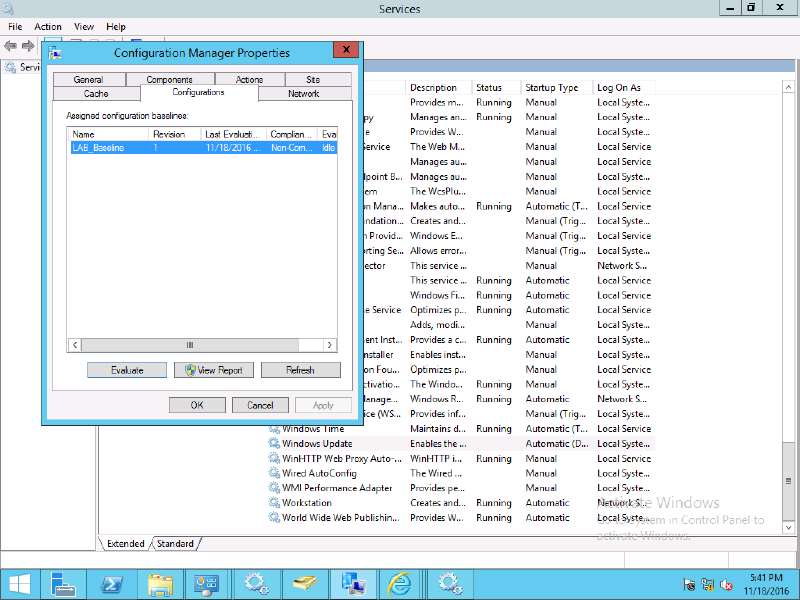 Services
File Action View Help
Configuration Manager Properties
General Components Actions Site
Cache Configurations Network
Assigned configuration baselines:
Name Revision Last Evaluati... Complian... Eval
LAB_Baseline 1 11/18/2016 ... Non-Com... Idle
Evaluate View Report Refresh
OK Cancel Apply
Servi
Description Status Startup Type Log On As
Provides m... Running Manual Local Syste...
py Manages an... Running Manual Local Syste...
e Provides W... Manual Local Syste...
Service The Web M... Manual Local Service
Manages au... Manual Local Service
dpoint B... Manages au... Manual Local Syste...
em The WcsPlu... Manual Local Service
on Mana... Makes auto... Running Automatic (T... Local Service
ndation... Creates and... Manual (Trig... Local Syste...
n Provid... Windows E... Manual (Trig... Local Service
orting Se... Allows error... Manual (Trig... Local Syste...
ector This service ... Manual Network S...
This service ... Running Automatic Local Service
Windows Fi... Running Automatic Local Service
e Service Optimizes p... Running Automatic Local Service
Adds, modi... Manual Local Syste...
ent Inst... Provides a c... Running Automatic Local Syste...
nstaller Enables inst... Manual Local Syste...
on Fou... Optimizes p... Manual Local Service
ctivatio... The Windo... Running Manual Local Syste...
anage... Windows R... Running Automatic Network S...
ce (WS... Provides inf... Manual (Trig... Local Syste...
Windows Time Maintains d... Running Automatic (T... Local Service
Windows Update Enables the ... Automatic (D... Local Syste...
WinHTTP Web Proxy Auto-... WinHTTP i... Running Manual Local Service
Wired AutoConfig The Wired ... Manual Local Syste...
WMI Performance Adapter Provides pe... Manual Local Syste...
Workstation Creates and... Running Automatic Network S...
World Wide Web Publishin... Provides W... Running Automatic Local Syste...
Activate Windows
Go to System in Control Panel to
activate Windows.
Extended Standard
5:41 PM
11/18/2016